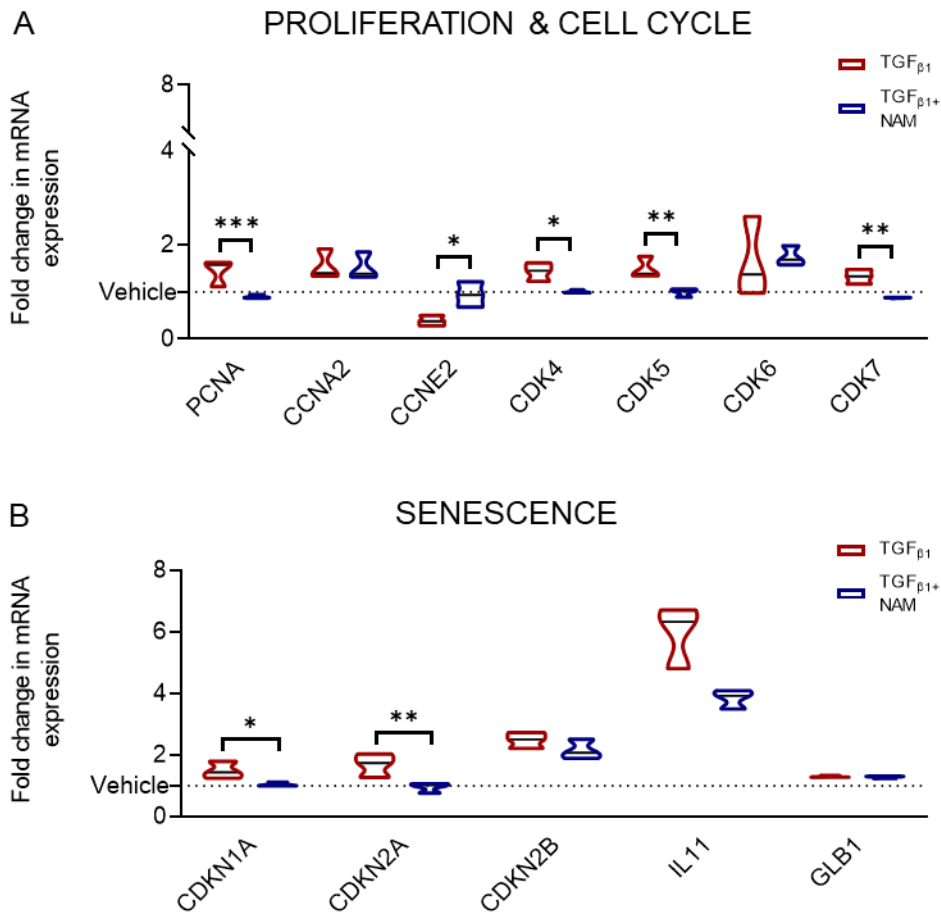 A
PROLIFERATION & CELL CYCLE
TGFβ1
TGFβ1+
NAM
Fold change in mRNA
expression
8
4
2
Vehicle
0
***
*
*
**
**
PCNA
CCNA2
CCNE2
CDK4
CDK5
CDK6
CDK7
B
SENESCENCE
TGFβ1
TGFβ1+
NAM
Fold change in mRNA
expression
8
6
4
2
Vehicle
0
*
**
CDKN1A
CDKN2A
CDKN2B
IL11
GLB1